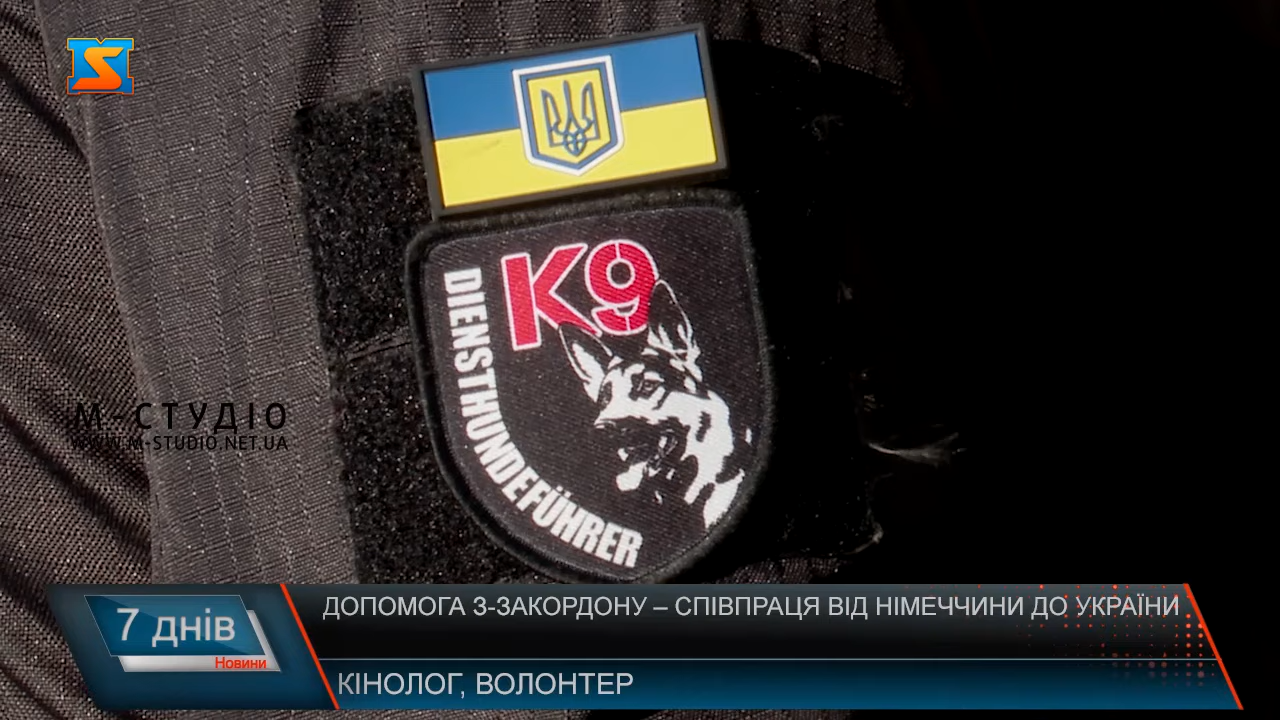 K9
DIENSTHUNDEFÜHRER
М-СТУДІО
WWW.M-STUDIO.NET.UA
ДОПОМОГА З-ЗАКОРДОНУ – СПІВПРАЦЯ ВІД НІМЕЧЧИНИ ДО УКРАЇНИ
7 днів
Новини
КІНОЛОГ, ВОЛОНТЕР